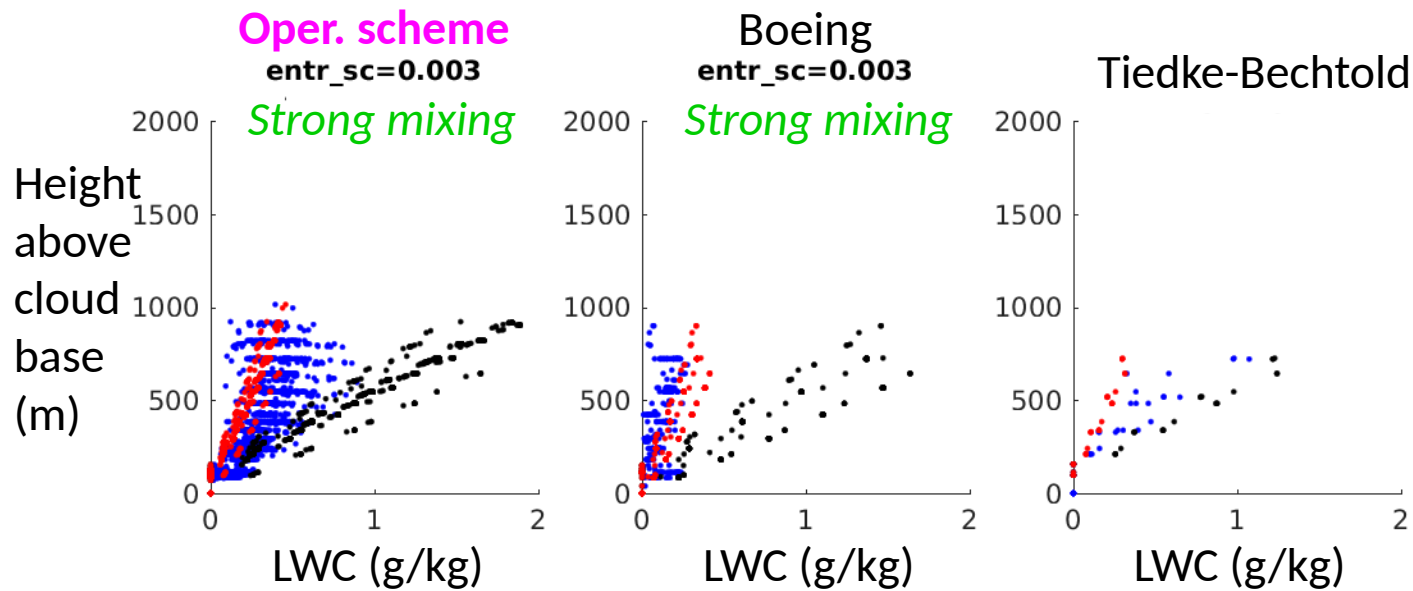 Oper. scheme
entr_sc=0.003
Strong mixing
Boeing
entr_sc=0.003
Strong mixing
Tiedke-Bechtold
Height
above
cloud
base
(m)
2000
1500
1000
500
0
0 1 2
LWC (g/kg)
2000
1500
1000
500
0
0 1 2
LWC (g/kg)
2000
1500
1000
500
0
0 1 2
LWC (g/kg)